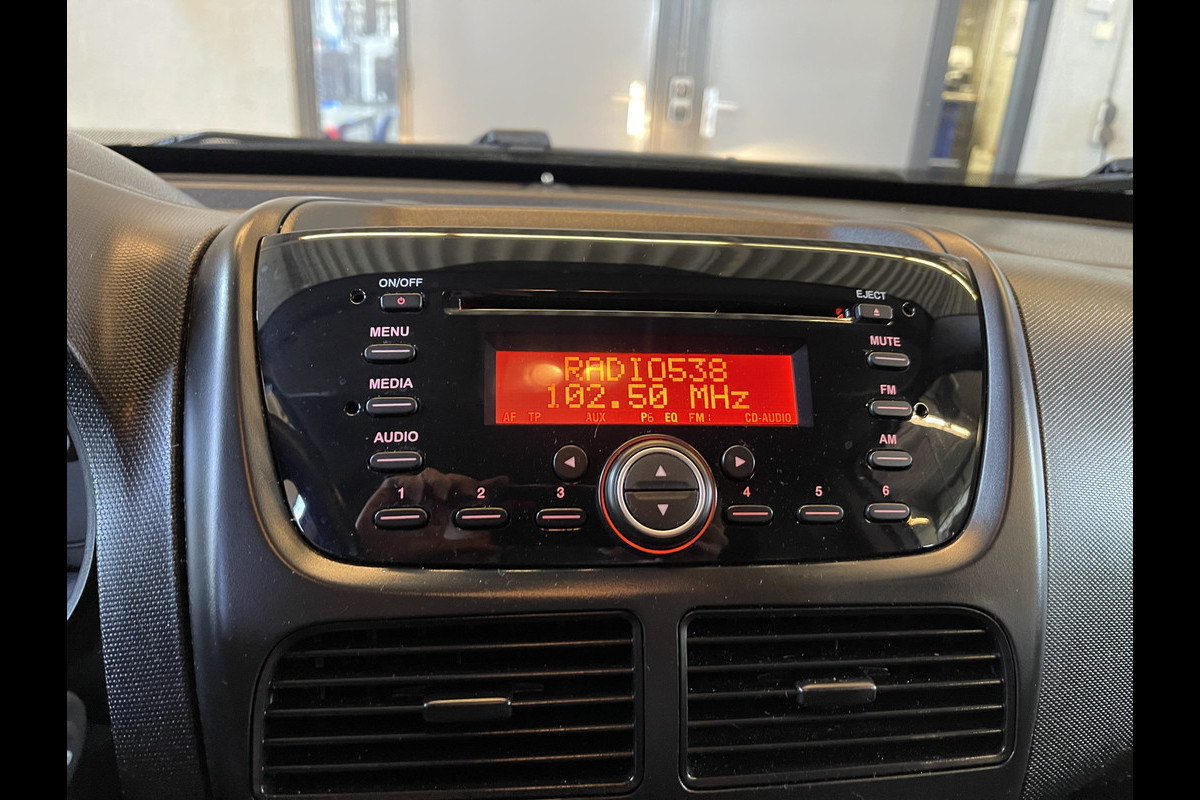 ON/OFF
EJECT
MENU
MUTE
RADIO538
102.50 MHz
AF TP AUX P6 EQ FM CD-AUDIO
MEDIA
FM
AUDIO
AM
1 2 3 4 5 6